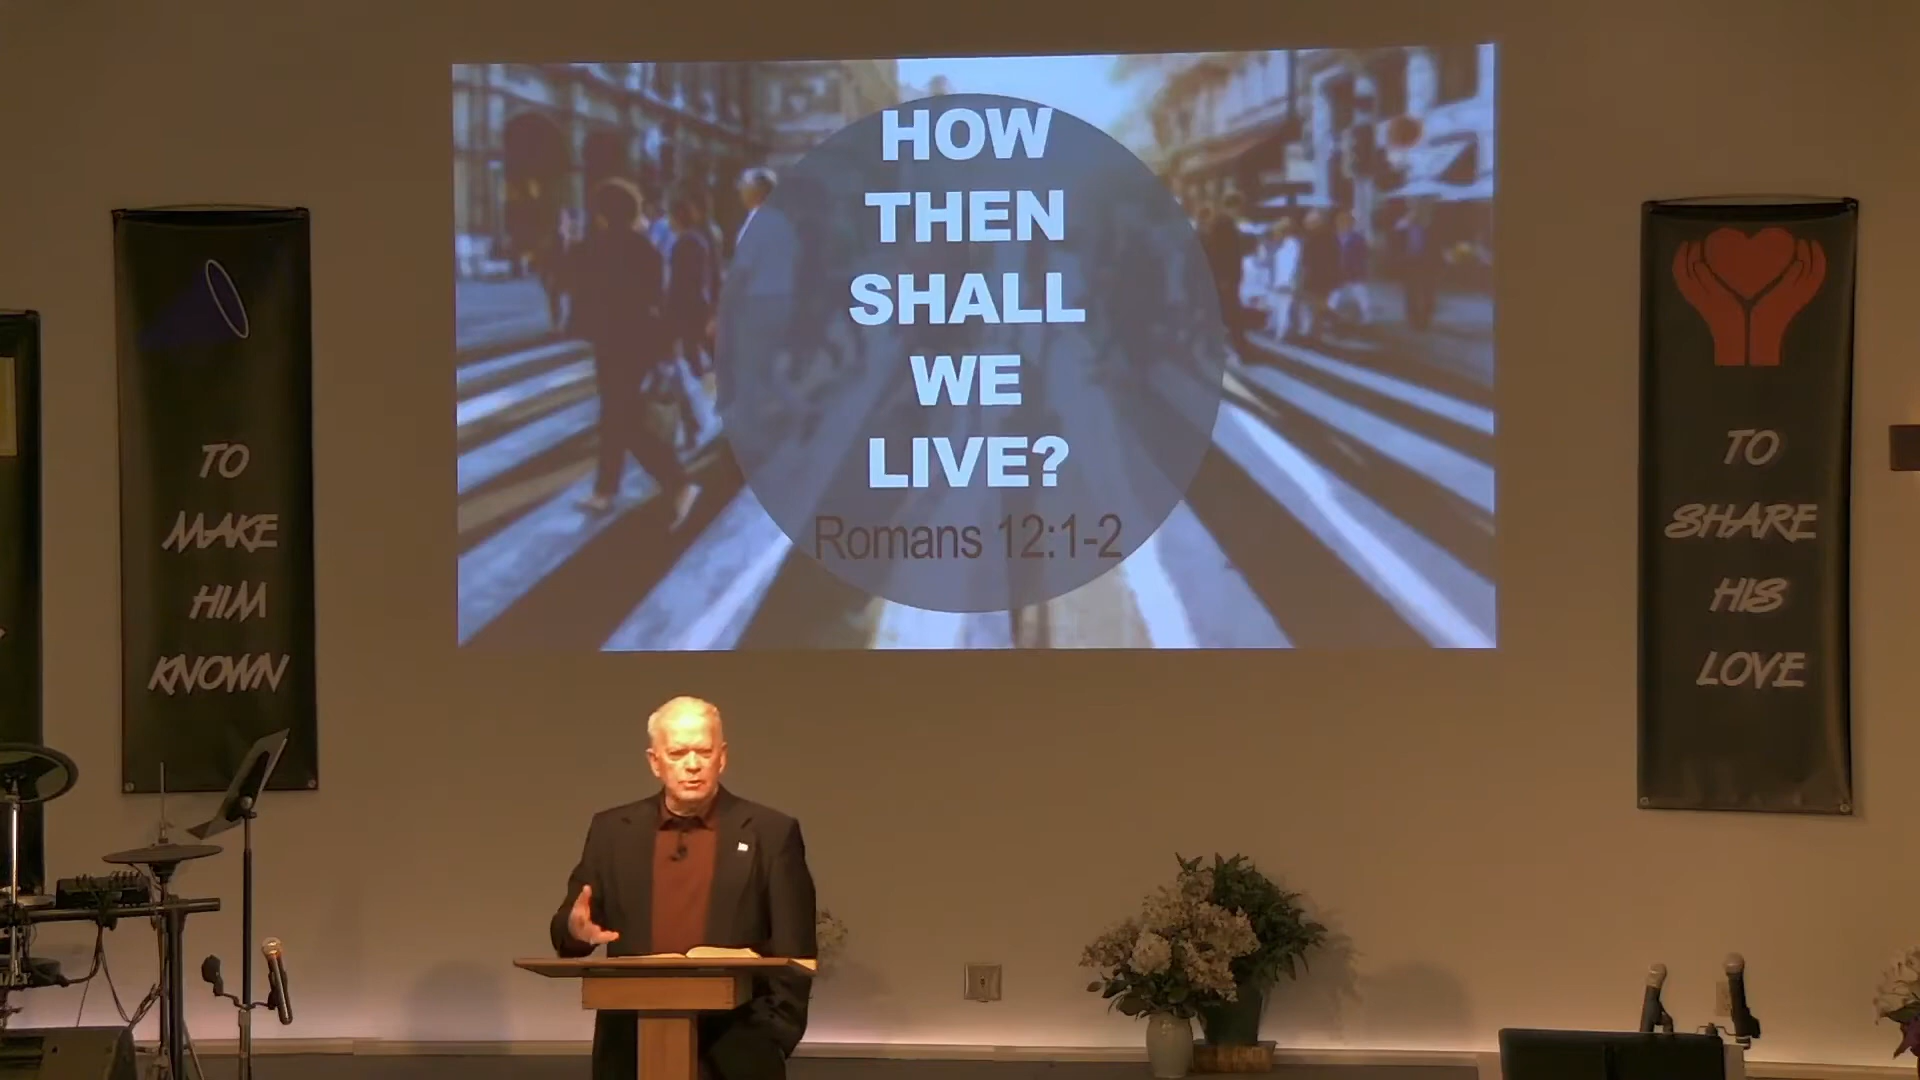 HOW
THEN
SHALL
WE
LIVE?
Romans 12:1-2
TO
MAKE
HIM
KNOWN
TO
SHARE
HIS
LOVE